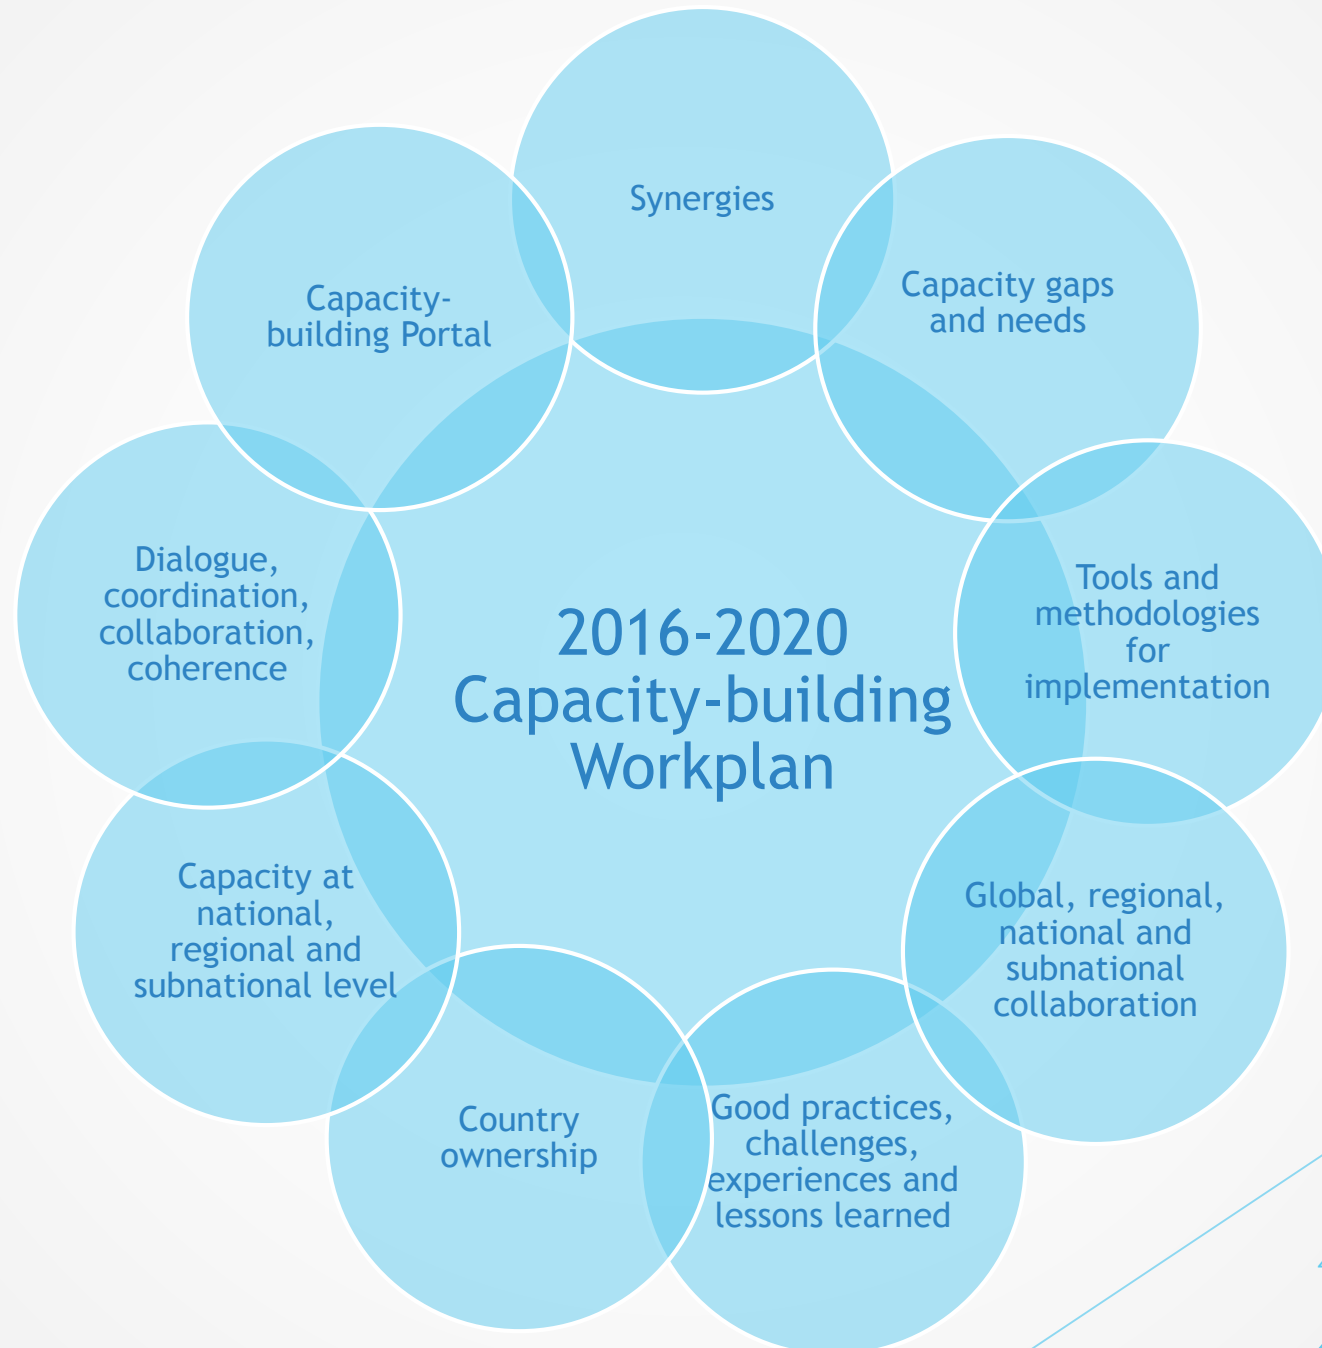 Synergies
Capacity gaps
and needs
Tools and
methodologies
for
implementation
Global, regional,
national and
subnational
collaboration
Good practices,
challenges,
experiences and
lessons learned
Country
ownership
Capacity at
national,
regional and
subnational level
Dialogue,
coordination,
collaboration,
coherence
Capacity-
building Portal
2016-2020
Capacity-building
Workplan